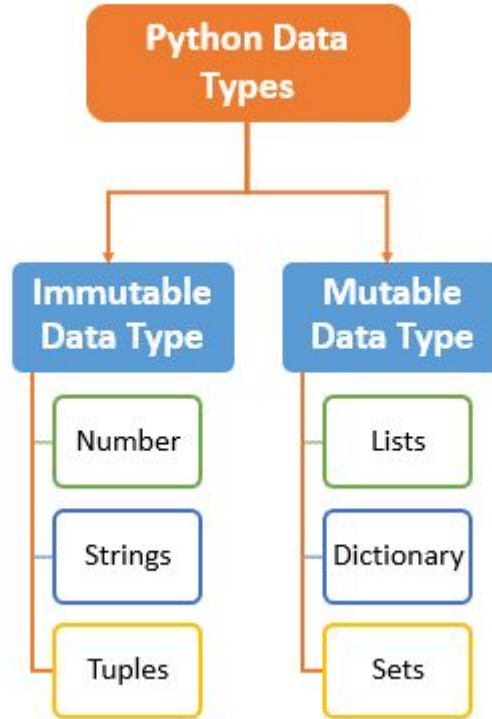 Python Data
Types
Immutable
Data Type
Number
Strings
Tuples
Mutable
Data Type
Lists
Dictionary
Sets